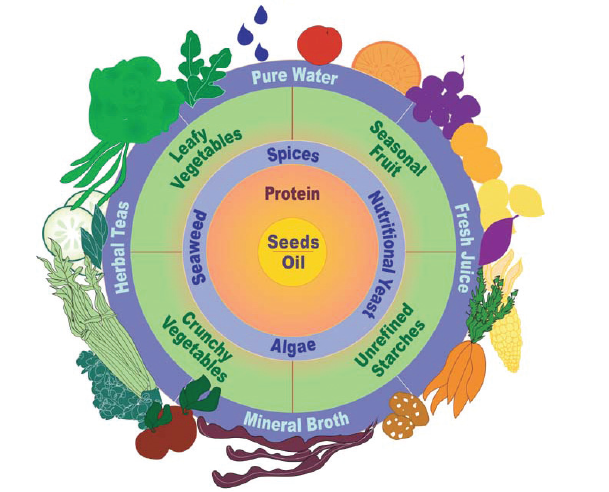 Pure Water
Leafy
Vegetables
Seasonal
Fruit
Spices
Protein
Herbal Teas
Seaweed
Seeds
Oil
Nutritional Yeast
Fresh Juice
Crunchy
Vegetables
Algae
Unrefined
Starches
Mineral Broth